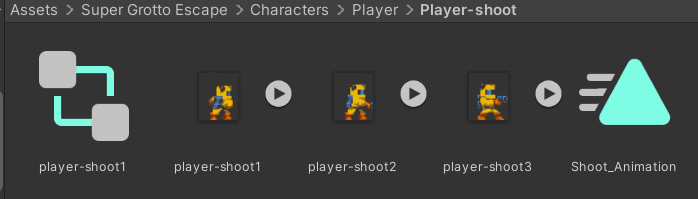 Assets > Super Grotto Escape > Characters > Player > Player-shoot
player-shoot1 player-shoot1 player-shoot2 player-shoot3 Shoot_Animation